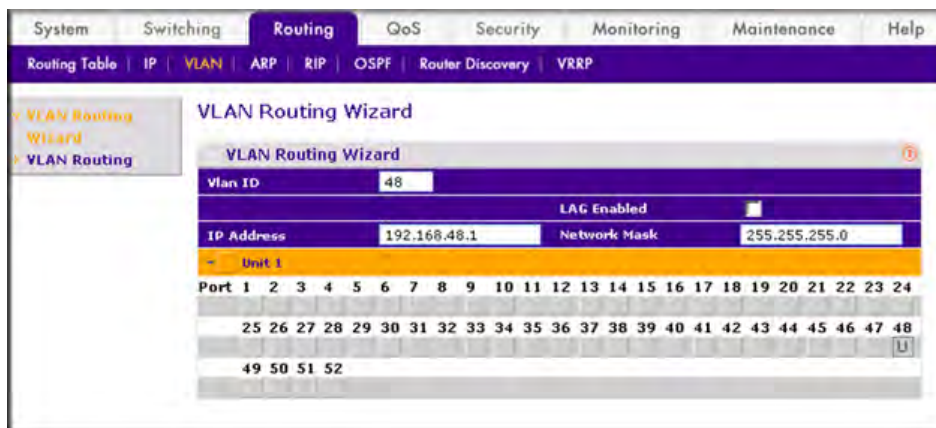 System Switching Routing QoS Security Monitoring Maintenance Help
Routing Table | IP | VLAN | ARP | RIP | OSPF | Router Discovery | VRRP
VLAN Routing
Wizard
VLAN Routing
VLAN Routing Wizard
VLAN Routing Wizard
Vlan ID 48
LAG Enabled
IP Address 192.168.48.1 Network Mask 255.255.255.0
- Unit 1
Port 1 2 3 4 5 6 7 8 9 10 11 12 13 14 15 16 17 18 19 20 21 22 23 24
25 26 27 28 29 30 31 32 33 34 35 36 37 38 39 40 41 42 43 44 45 46 47 48
U
49 50 51 52